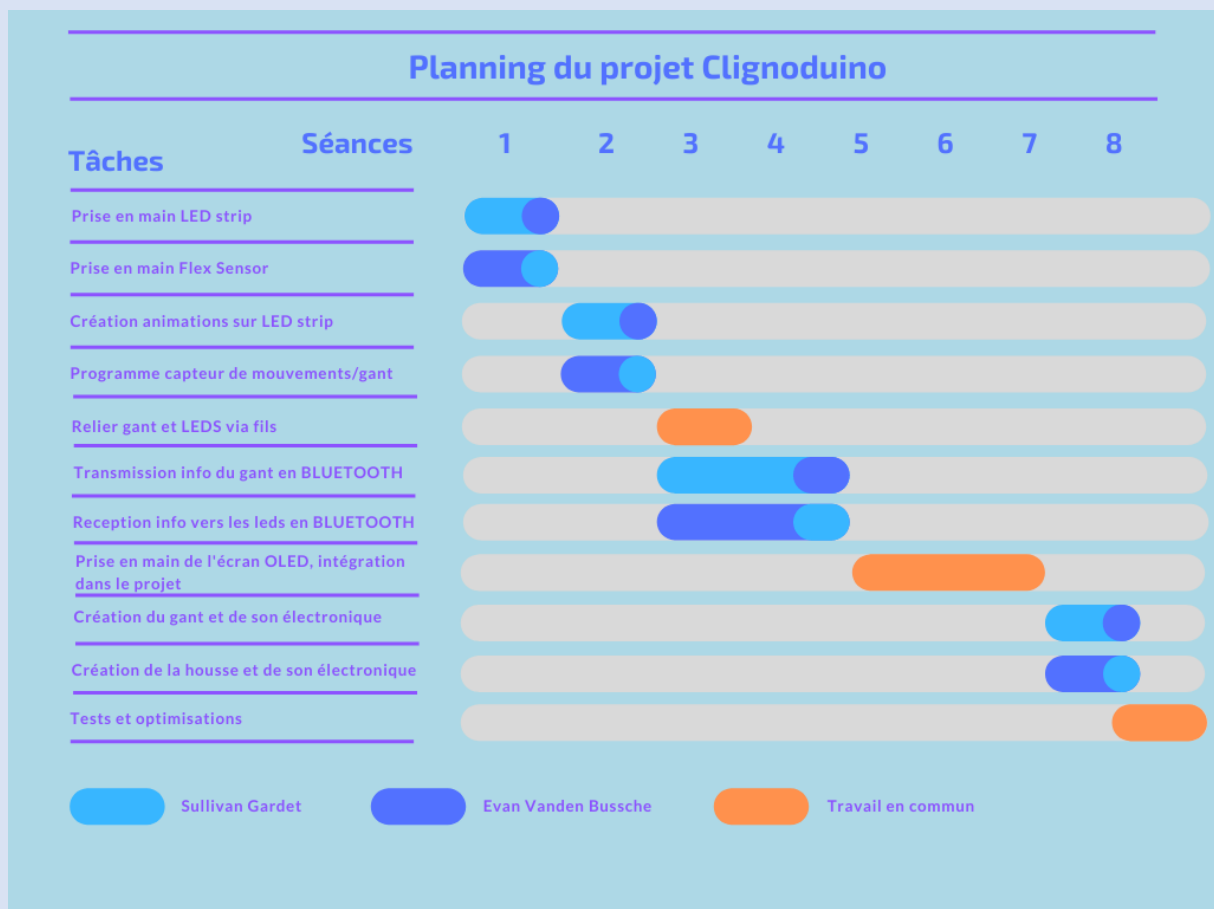 Planning du projet Clignoduino
Séances 1 2 3 4 5 6 7 8
Tâches
Prise en main LED strip
Prise en main Flex Sensor
Création animations sur LED strip
Programme capteur de mouvements/gant
Relier gant et LEDS via fils
Transmission info du gant en BLUETOOTH
Reception info vers les leds en BLUETOOTH
Prise en main de l'écran OLED, intégration
dans le projet
Création du gant et de son électronique
Création de la housse et de son électronique
Tests et optimisations
Sullivan Gardet Evan Vanden Bussche Travail en commun